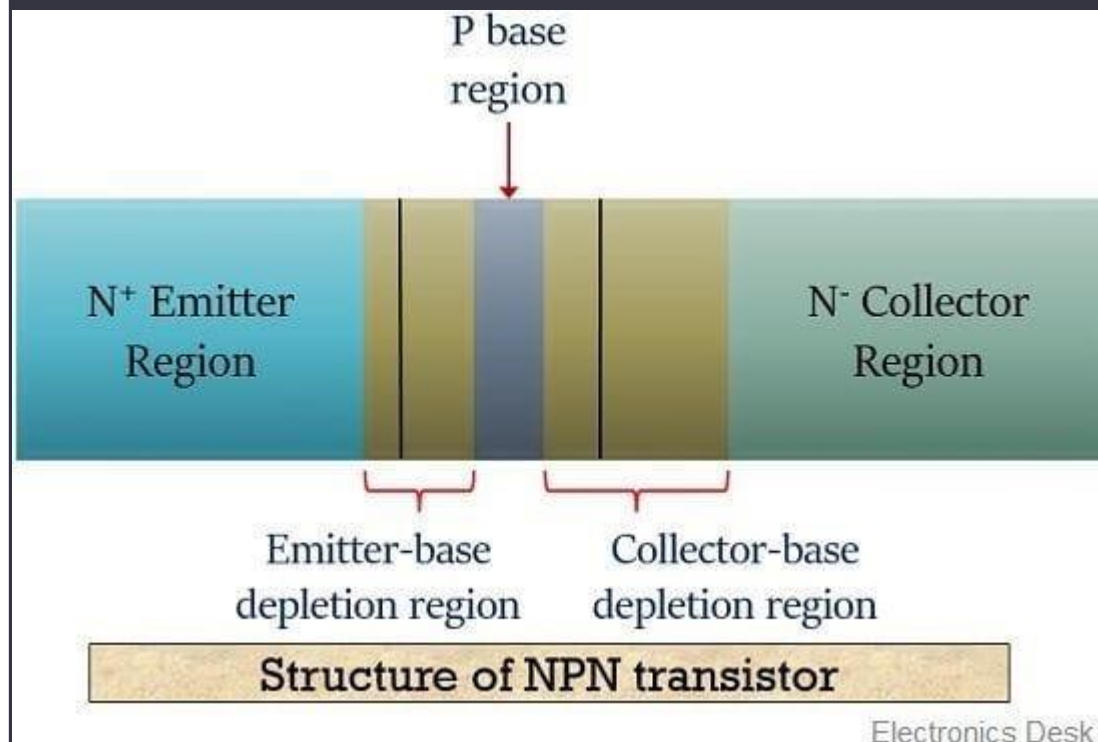 P base
region
N⁺ Emitter
Region
N⁻ Collector
Region
Emitter-base
depletion region
Collector-base
depletion region
Structure of NPN transistor
Electronics Desk